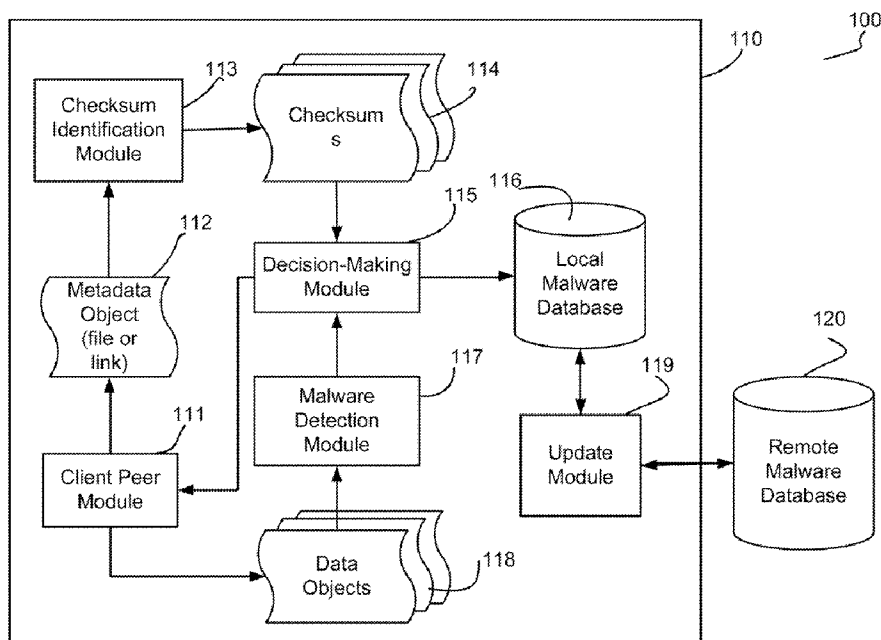 100
110
113
Checksum
Identification
Module
114
Checksum
s
112
Metadata
Object
(file or
link)
115
Decision-Making
Module
116
Local
Malware
Database
117
Malware
Detection
Module
111
Client Peer
Module
119
Update
Module
120
Remote
Malware
Database
Data
Objects
118